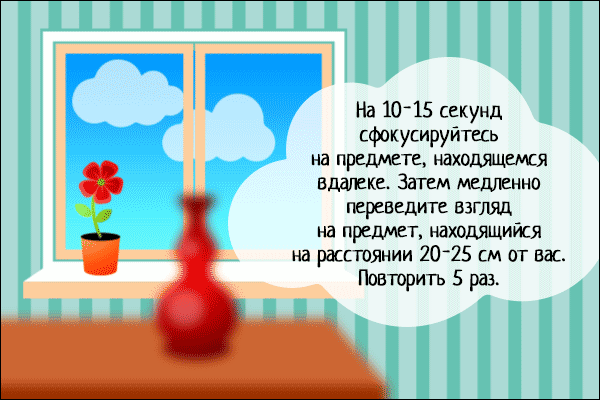 На 10-15 секунд
сфокусируйтесь
на предмете, находящемся
вдалеке. Затем медленно
переведите взгляд
на предмет, находящийся
на расстоянии 20-25 см от вас.
Повторить 5 раз.